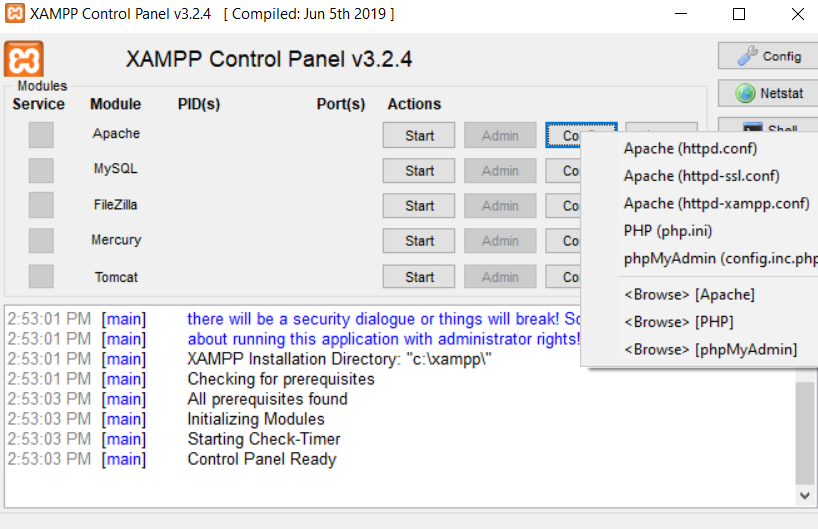 XAMPP Control Panel v3.2.4 [ Compiled: Jun 5th 2019 ]
XAMPP Control Panel v3.2.4
Config
Modules
Service Module PID(s) Port(s) Actions
Netstat
Apache Start Admin
Shell
MySQL Start Admin
FileZilla Start Admin
Mercury Start Admin
Tomcat Start Admin
Apache (httpd.conf)
Apache (httpd-ssl.conf)
Apache (httpd-xampp.conf)
PHP (php.ini)
phpMyAdmin (config.inc.php
<Browse> [Apache]
<Browse> [PHP]
<Browse> [phpMyAdmin]
2:53:01 PM [main] there will be a security dialogue or things will break! So
2:53:01 PM [main] about running this application with administrator rights!
2:53:01 PM [main] XAMPP Installation Directory: "c:\xampp\"
2:53:01 PM [main] Checking for prerequisites
2:53:03 PM [main] All prerequisites found
2:53:03 PM [main] Initializing Modules
2:53:03 PM [main] Starting Check-Timer
2:53:03 PM [main] Control Panel Ready